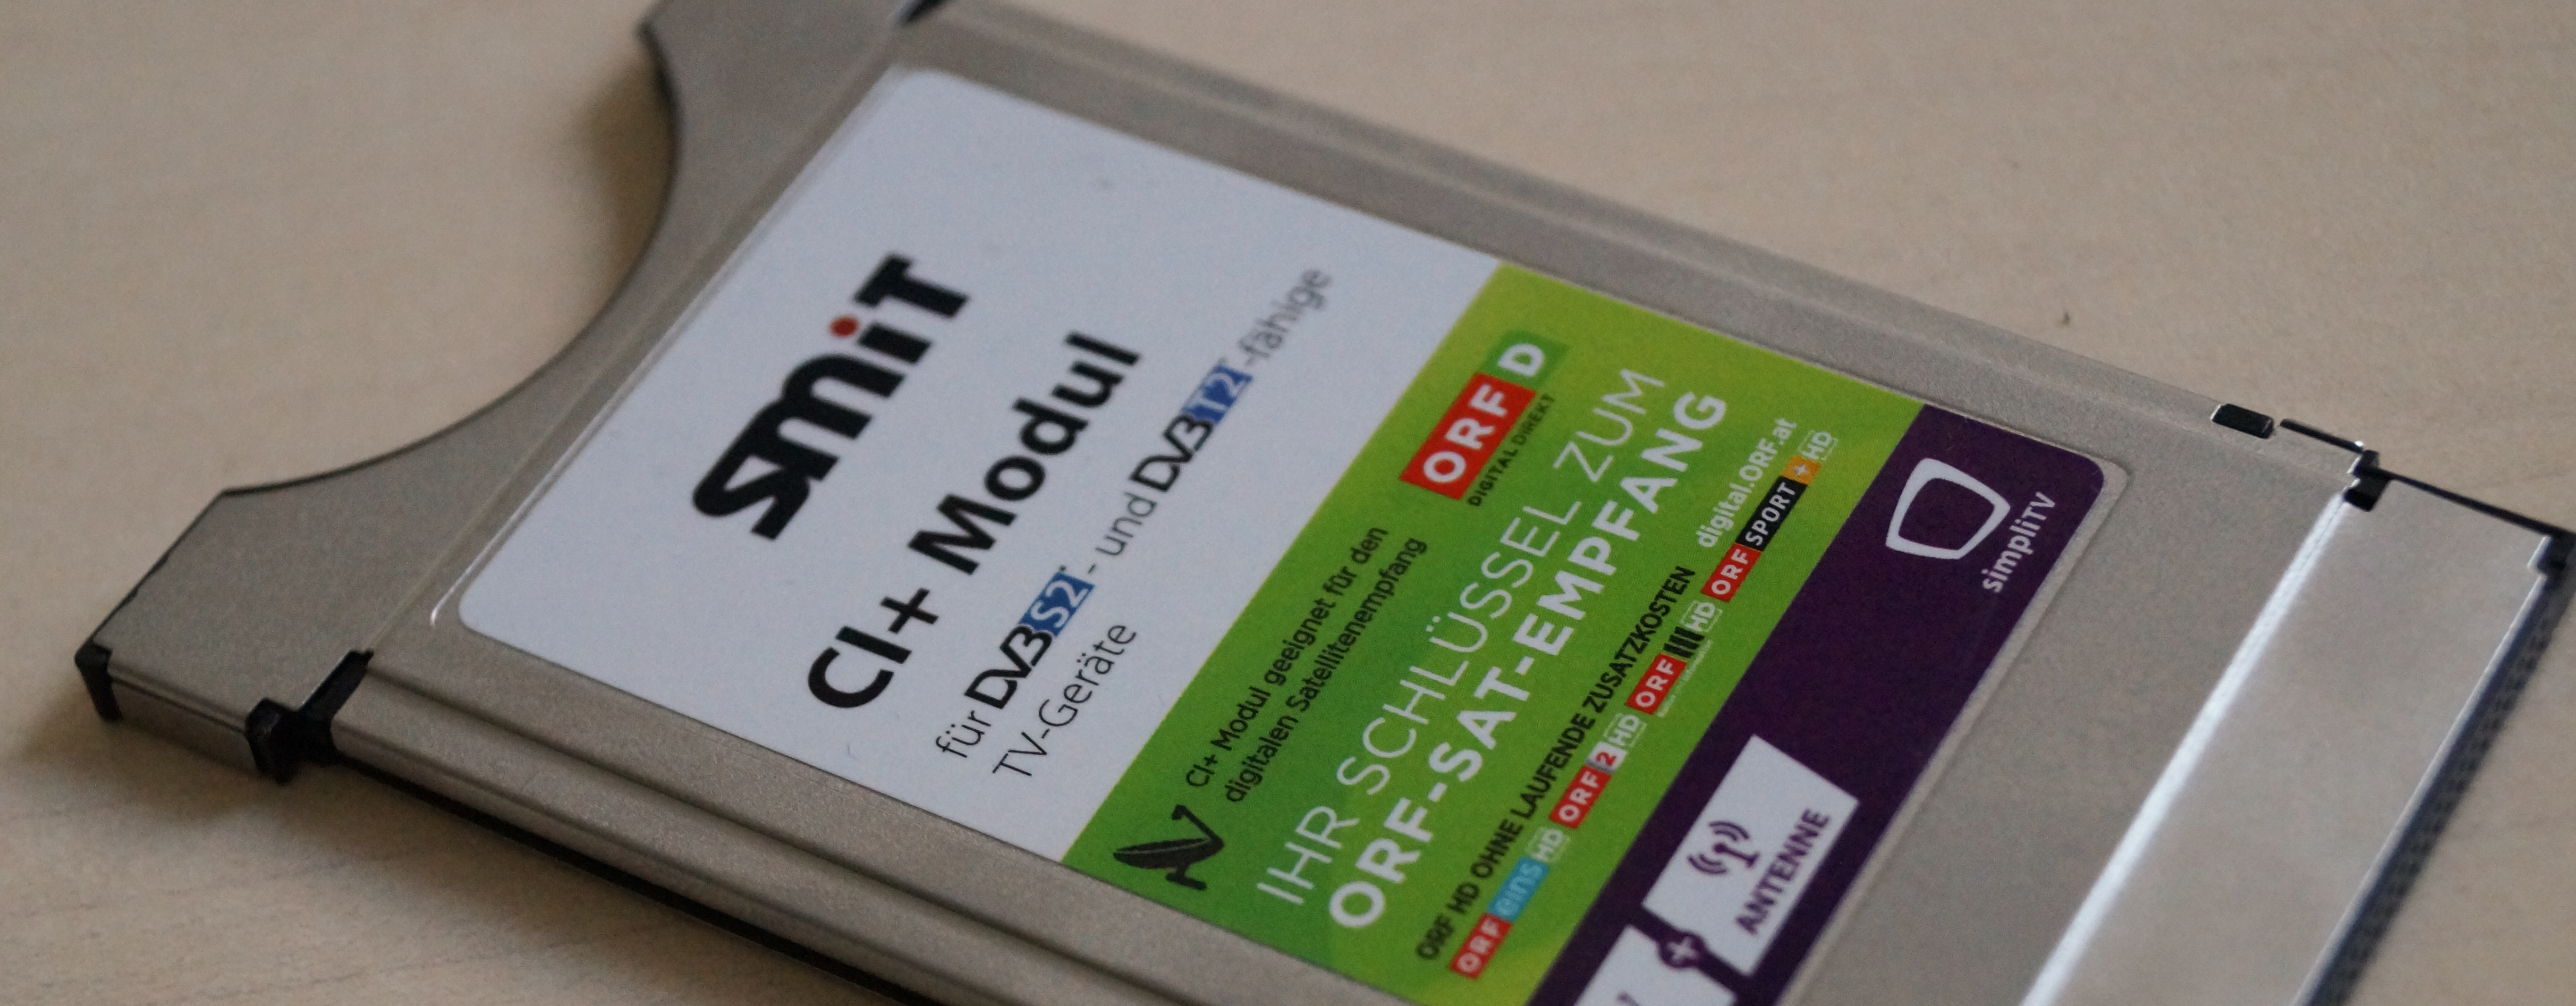 SMiT
CI+ Modul
für DVB S2 - und DVB T2 -fähige
TV-Geräte
CI+ Modul geeignet für den
digitalen Satellitenempfang
ORF D
DIGITAL DIREKT
IHR SCHLÜSSEL ZUM
ORF-SAT-EMPFANG
ORF HD OHNE LAUFENDE ZUSATZKOSTEN digital.ORF.at
ORF eins HD ORF 2 HD ORF III HD ORF SPORT + HD
simpliTV
+ ANTENNE